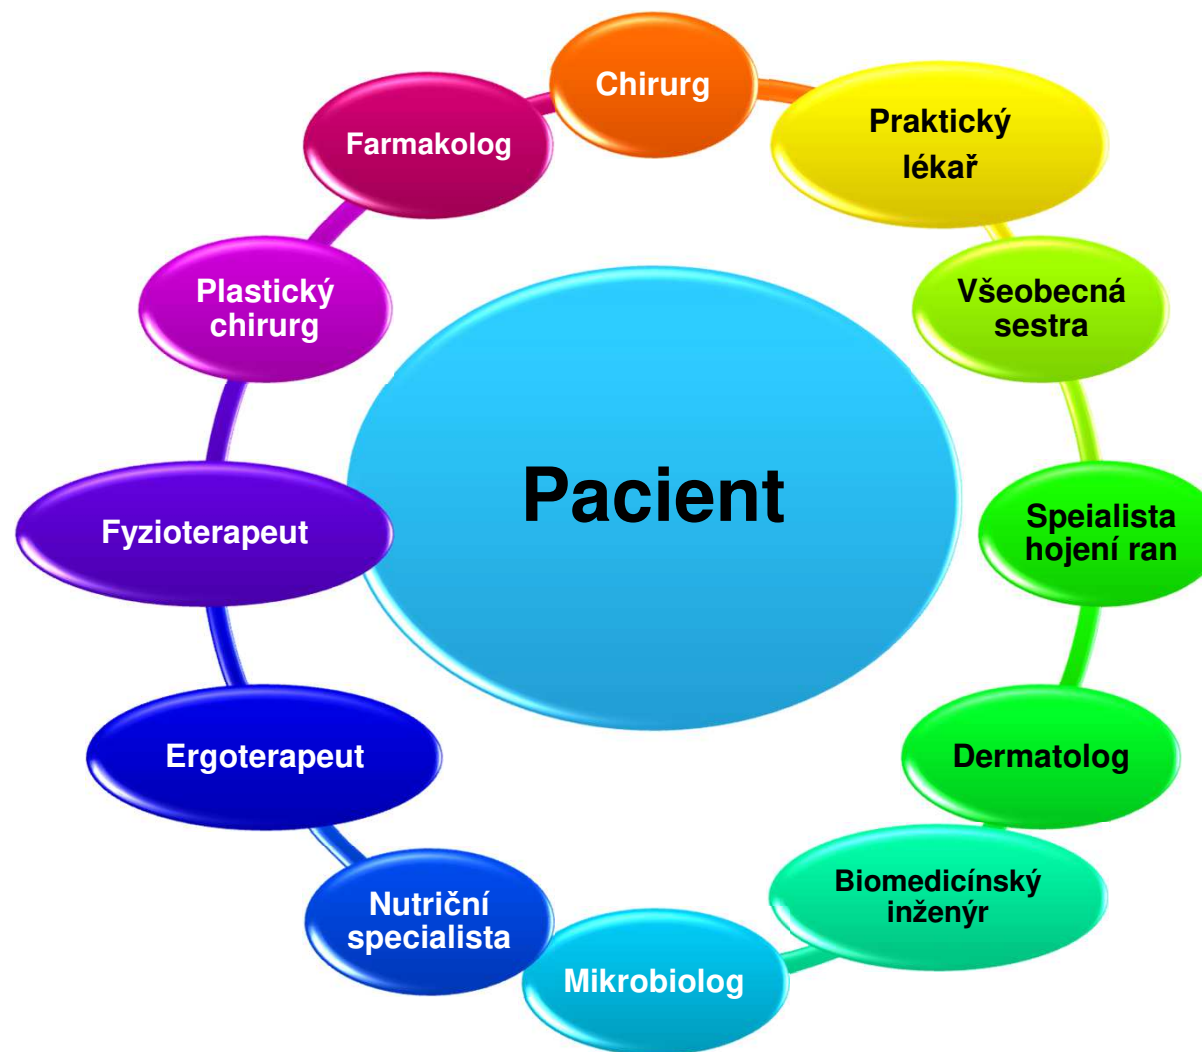 Chirurg
Praktický
lékař
Všeobecná
sestra
Speialista
hojení ran
Dermatolog
Biomedicínský
inženýr
Mikrobiolog
Nutriční
specialista
Ergoterapeut
Fyzioterapeut
Plastický
chirurg
Farmakolog
Pacient